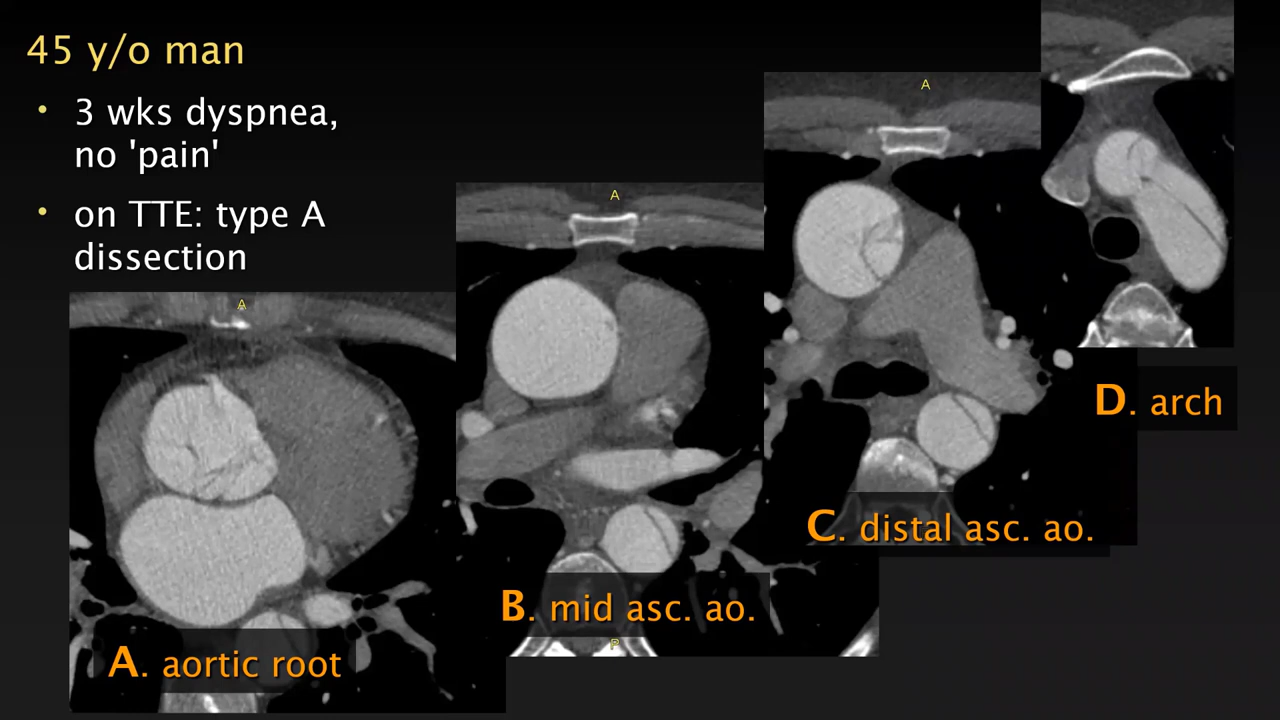 45 y/o man
• 3 wks dyspnea,
no 'pain'
• on TTE: type A
dissection
A
A. aortic root
A
B. mid asc. ao.
P
A
C. distal asc. ao.
D. arch